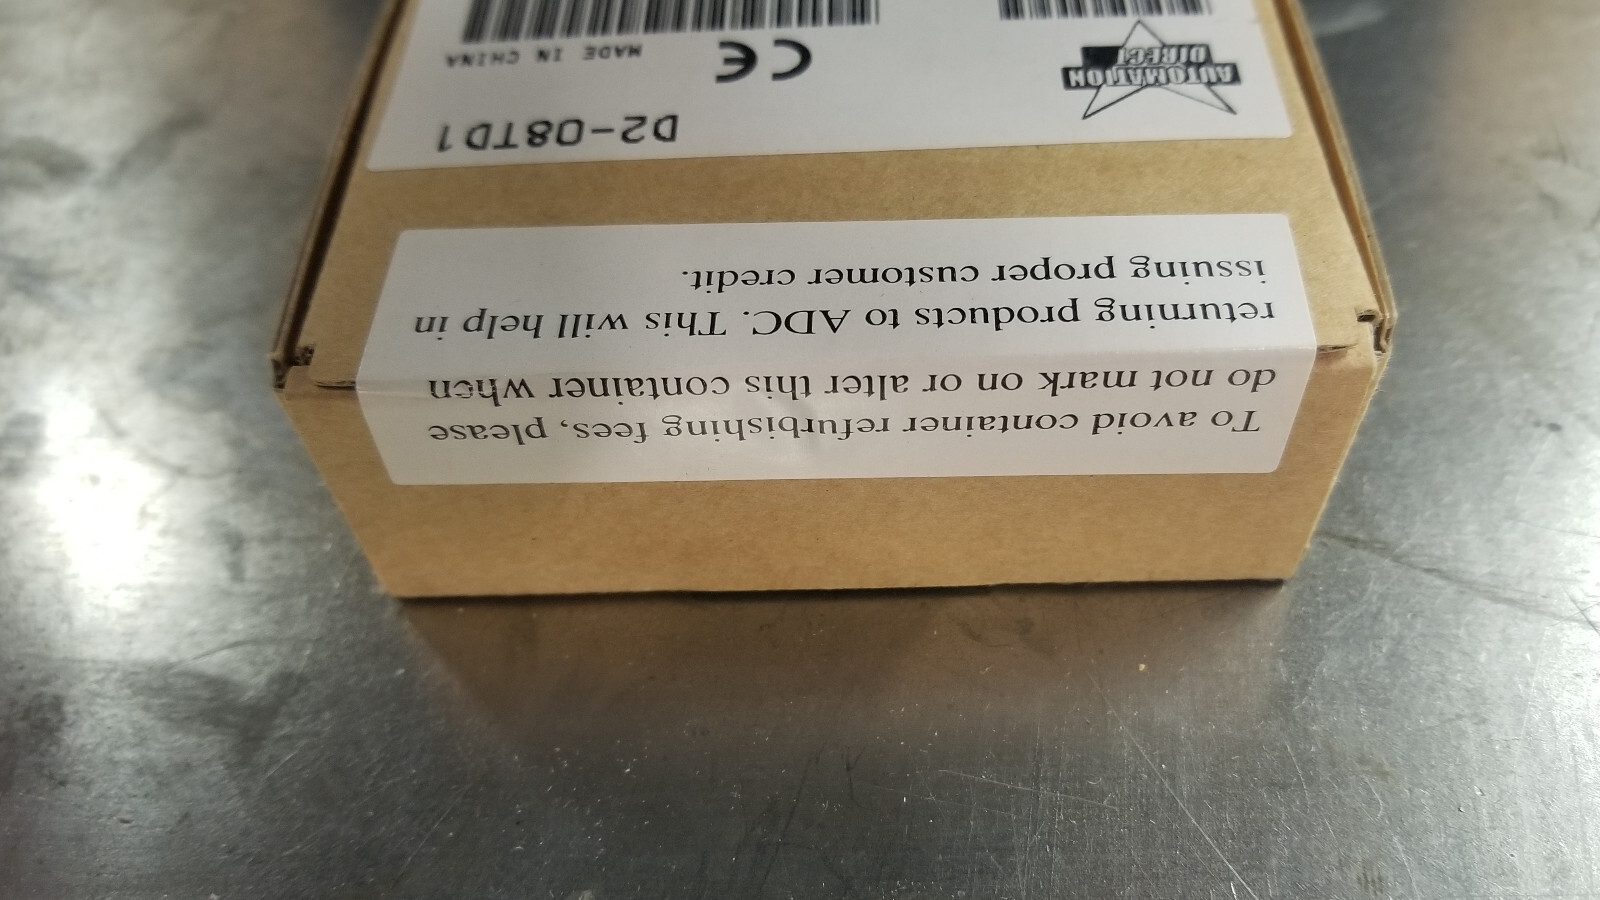 To avoid container refurbishing fees, please
do not mark on or alter this container when
returning products to ADC. This will help in
issuing proper customer credit.
D2-08TD1
AUTOMATION
DIRECT
CE
MADE IN CHINA